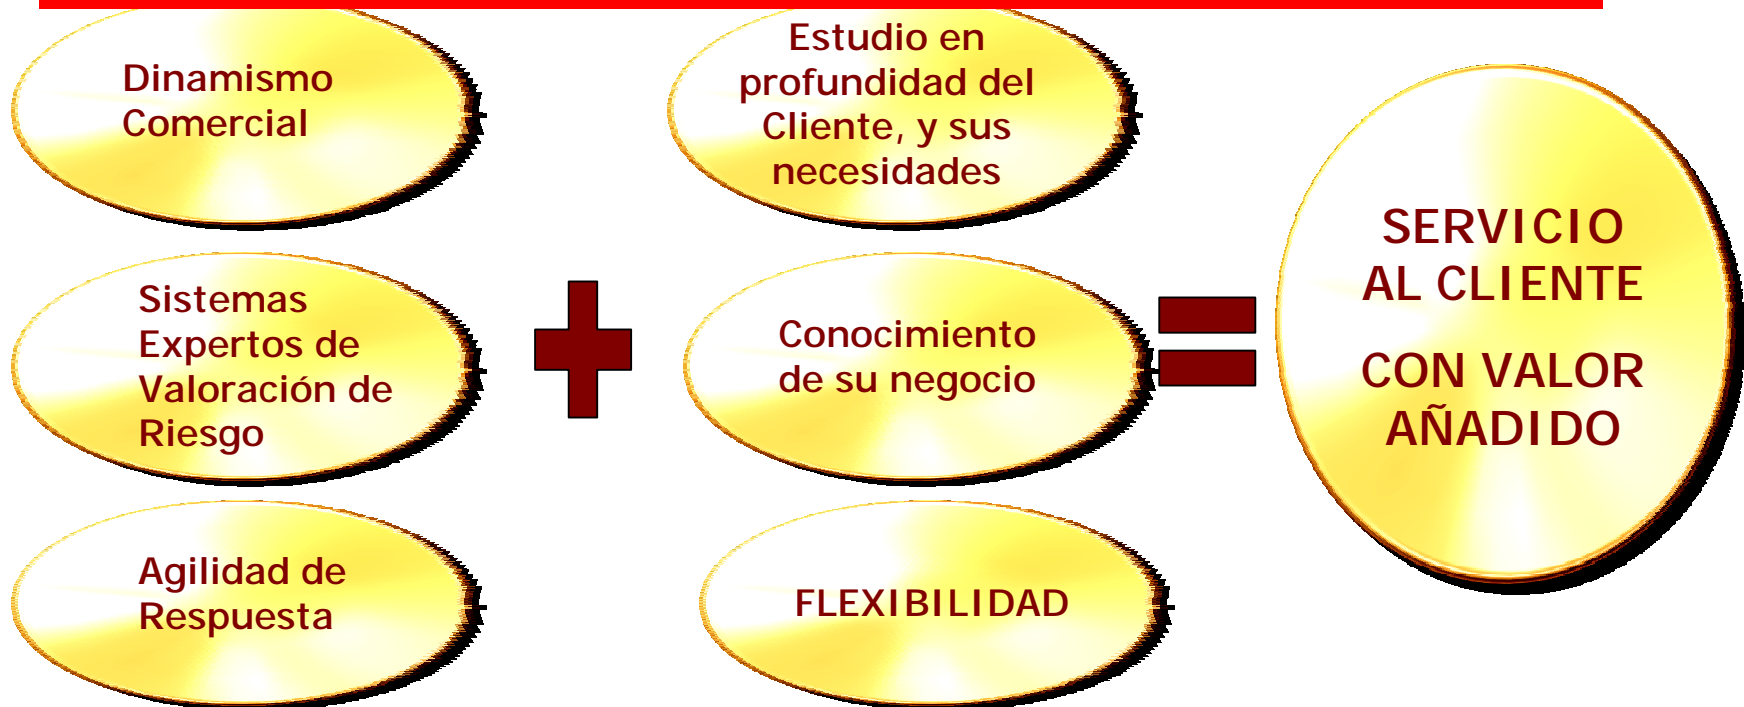 Dinamismo
Comercial
Estudio en
profundidad del
Cliente, y sus
necesidades
Sistemas
Expertos de
Valoración de
Riesgo
Conocimiento
de su negocio
Agilidad de
Respuesta
FLEXIBILIDAD
SERVICIO
AL CLIENTE
CON VALOR
AÑADIDO